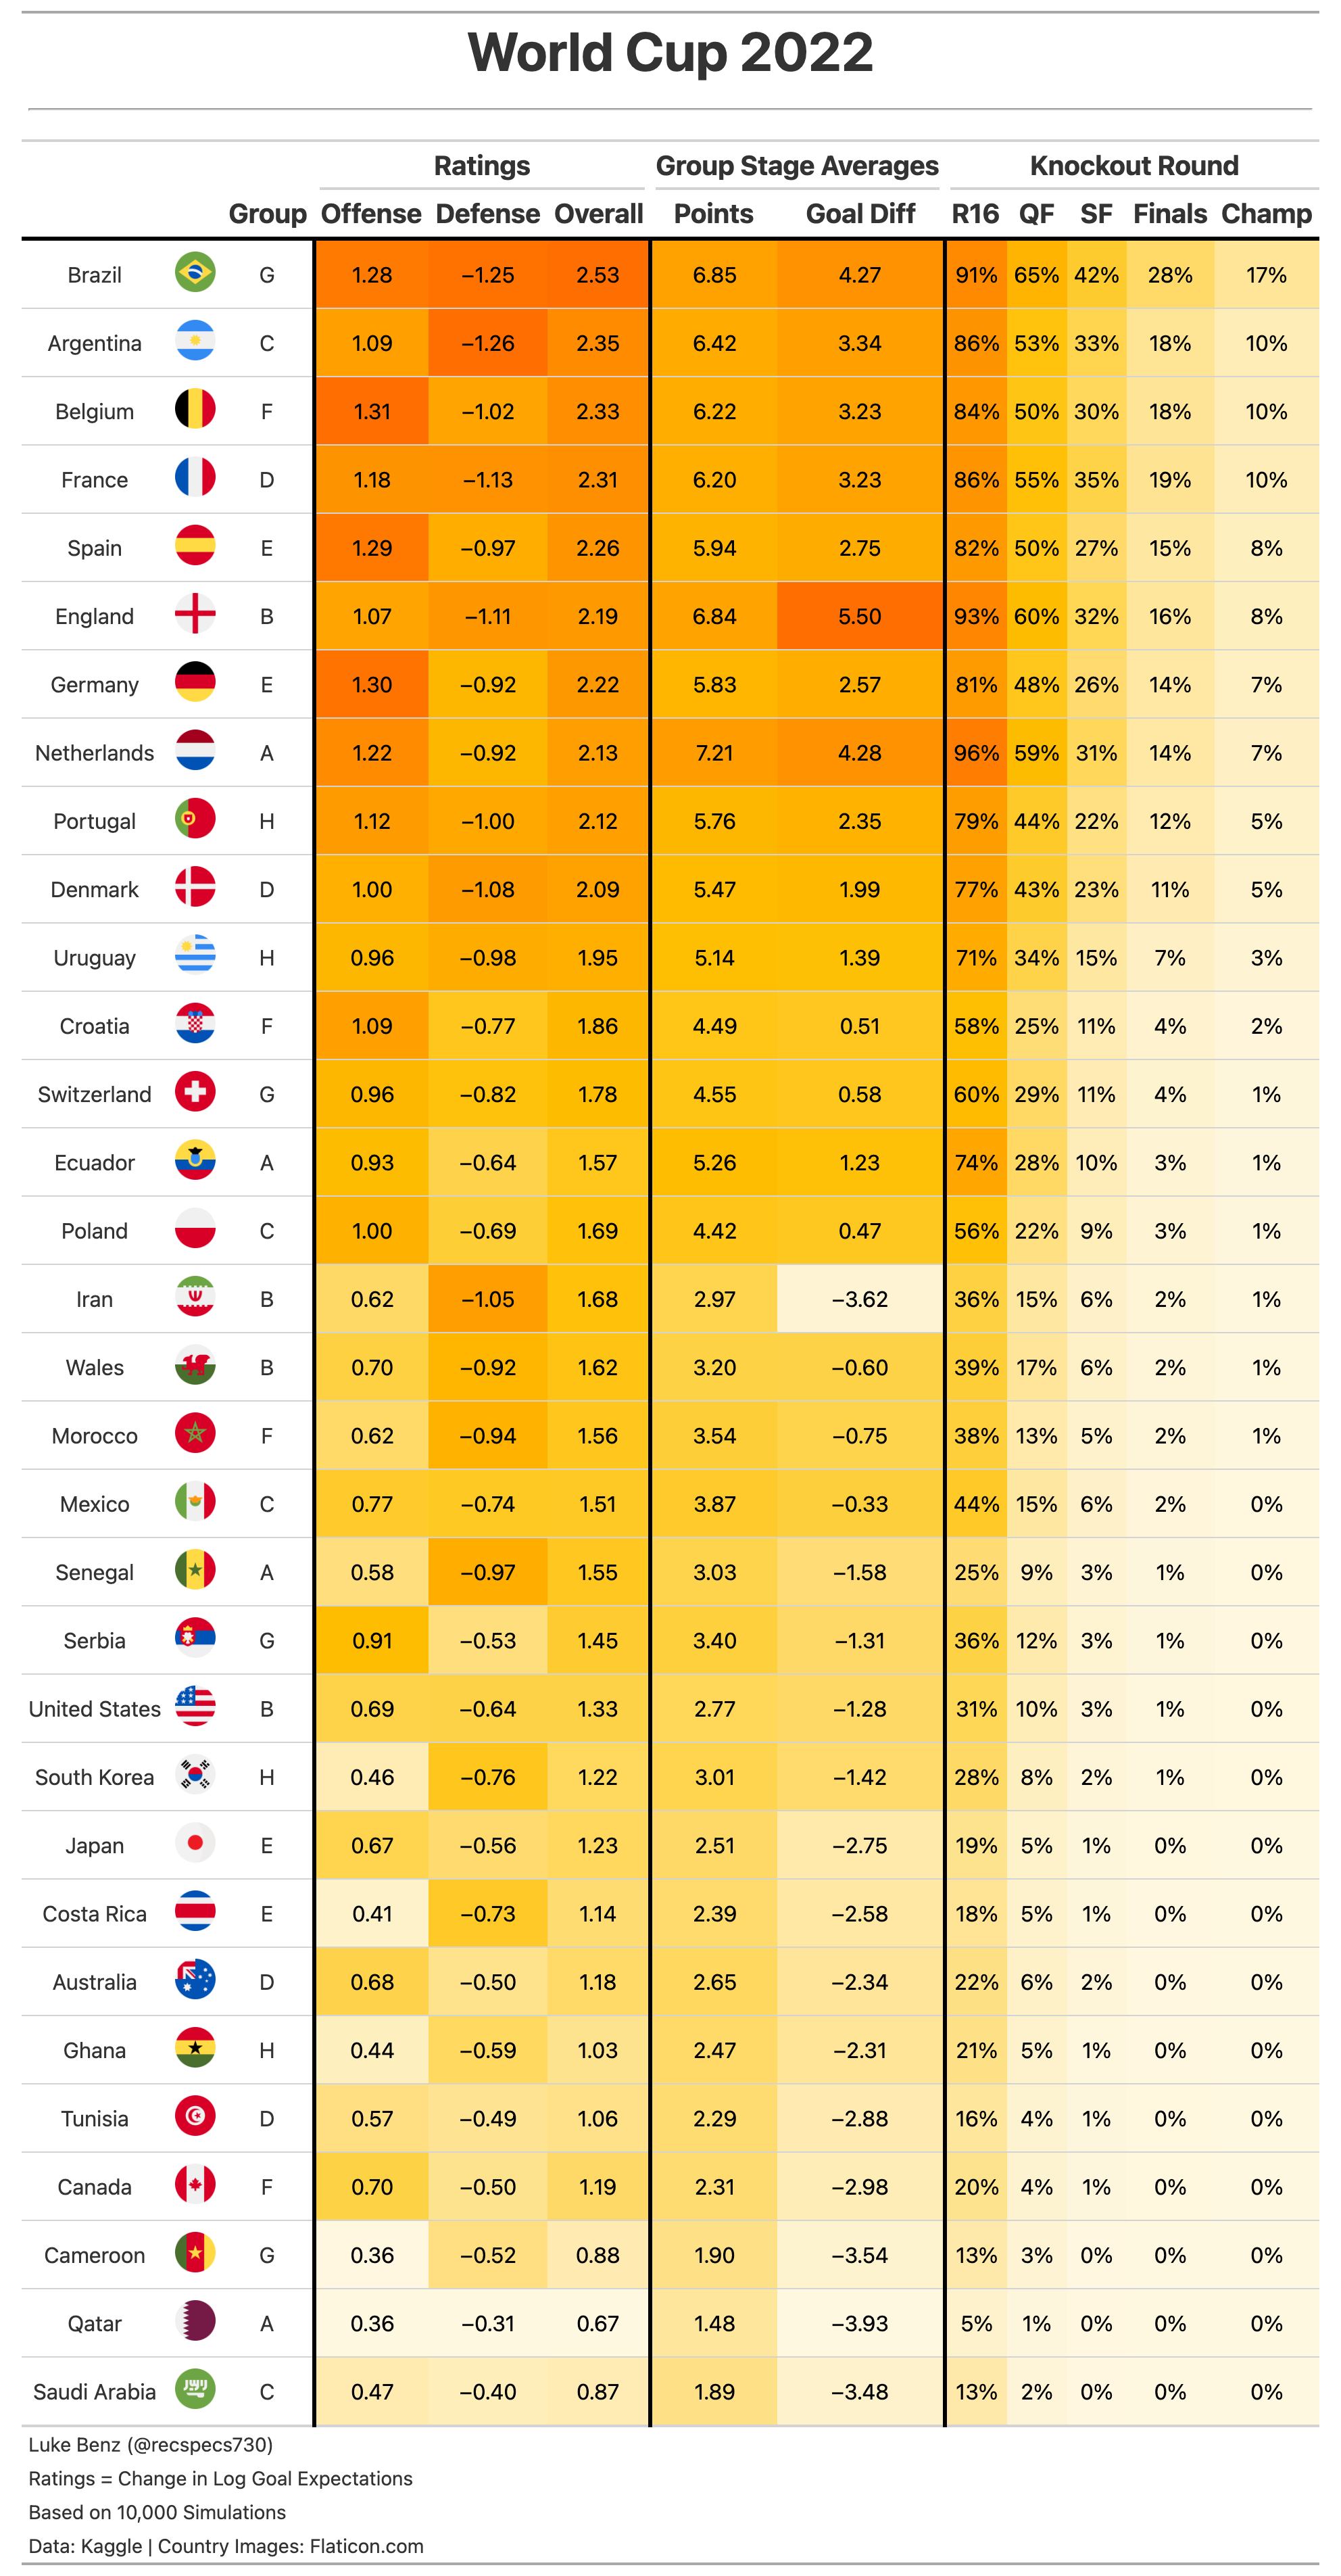 World Cup 2022
Ratings Group Stage Averages Knockout Round
Group Offense Defense Overall Points Goal Diff R16 QF SF Finals Champ
Brazil G 1.28 −1.25 2.53 6.85 4.27 91% 65% 42% 28% 17%
Argentina C 1.09 −1.26 2.35 6.42 3.34 86% 53% 33% 18% 10%
Belgium F 1.31 −1.02 2.33 6.22 3.23 84% 50% 30% 18% 10%
France D 1.18 −1.13 2.31 6.20 3.23 86% 55% 35% 19% 10%
Spain E 1.29 −0.97 2.26 5.94 2.75 82% 50% 27% 15% 8%
England B 1.07 −1.11 2.19 6.84 5.50 93% 60% 32% 16% 8%
Germany E 1.30 −0.92 2.22 5.83 2.57 81% 48% 26% 14% 7%
Netherlands A 1.22 −0.92 2.13 7.21 4.28 96% 59% 31% 14% 7%
Portugal H 1.12 −1.00 2.12 5.76 2.35 79% 44% 22% 12% 5%
Denmark D 1.00 −1.08 2.09 5.47 1.99 77% 43% 23% 11% 5%
Uruguay H 0.96 −0.98 1.95 5.14 1.39 71% 34% 15% 7% 3%
Croatia F 1.09 −0.77 1.86 4.49 0.51 58% 25% 11% 4% 2%
Switzerland G 0.96 −0.82 1.78 4.55 0.58 60% 29% 11% 4% 1%
Ecuador A 0.93 −0.64 1.57 5.26 1.23 74% 28% 10% 3% 1%
Poland C 1.00 −0.69 1.69 4.42 0.47 56% 22% 9% 3% 1%
Iran B 0.62 −1.05 1.68 2.97 −3.62 36% 15% 6% 2% 1%
Wales B 0.70 −0.92 1.62 3.20 −0.60 39% 17% 6% 2% 1%
Morocco F 0.62 −0.94 1.56 3.54 −0.75 38% 13% 5% 2% 1%
Mexico C 0.77 −0.74 1.51 3.87 −0.33 44% 15% 6% 2% 0%
Senegal A 0.58 −0.97 1.55 3.03 −1.58 25% 9% 3% 1% 0%
Serbia G 0.91 −0.53 1.45 3.40 −1.31 36% 12% 3% 1% 0%
United States B 0.69 −0.64 1.33 2.77 −1.28 31% 10% 3% 1% 0%
South Korea H 0.46 −0.76 1.22 3.01 −1.42 28% 8% 2% 1% 0%
Japan E 0.67 −0.56 1.23 2.51 −2.75 19% 5% 1% 0% 0%
Costa Rica E 0.41 −0.73 1.14 2.39 −2.58 18% 5% 1% 0% 0%
Australia D 0.68 −0.50 1.18 2.65 −2.34 22% 6% 2% 0% 0%
Ghana H 0.44 −0.59 1.03 2.47 −2.31 21% 5% 1% 0% 0%
Tunisia D 0.57 −0.49 1.06 2.29 −2.88 16% 4% 1% 0% 0%
Canada F 0.70 −0.50 1.19 2.31 −2.98 20% 4% 1% 0% 0%
Cameroon G 0.36 −0.52 0.88 1.90 −3.54 13% 3% 0% 0% 0%
Qatar A 0.36 −0.31 0.67 1.48 −3.93 5% 1% 0% 0% 0%
Saudi Arabia C 0.47 −0.40 0.87 1.89 −3.48 13% 2% 0% 0% 0%
Luke Benz (@recspecs730)
Ratings = Change in Log Goal Expectations
Based on 10,000 Simulations
Data: Kaggle | Country Images: Flaticon.com